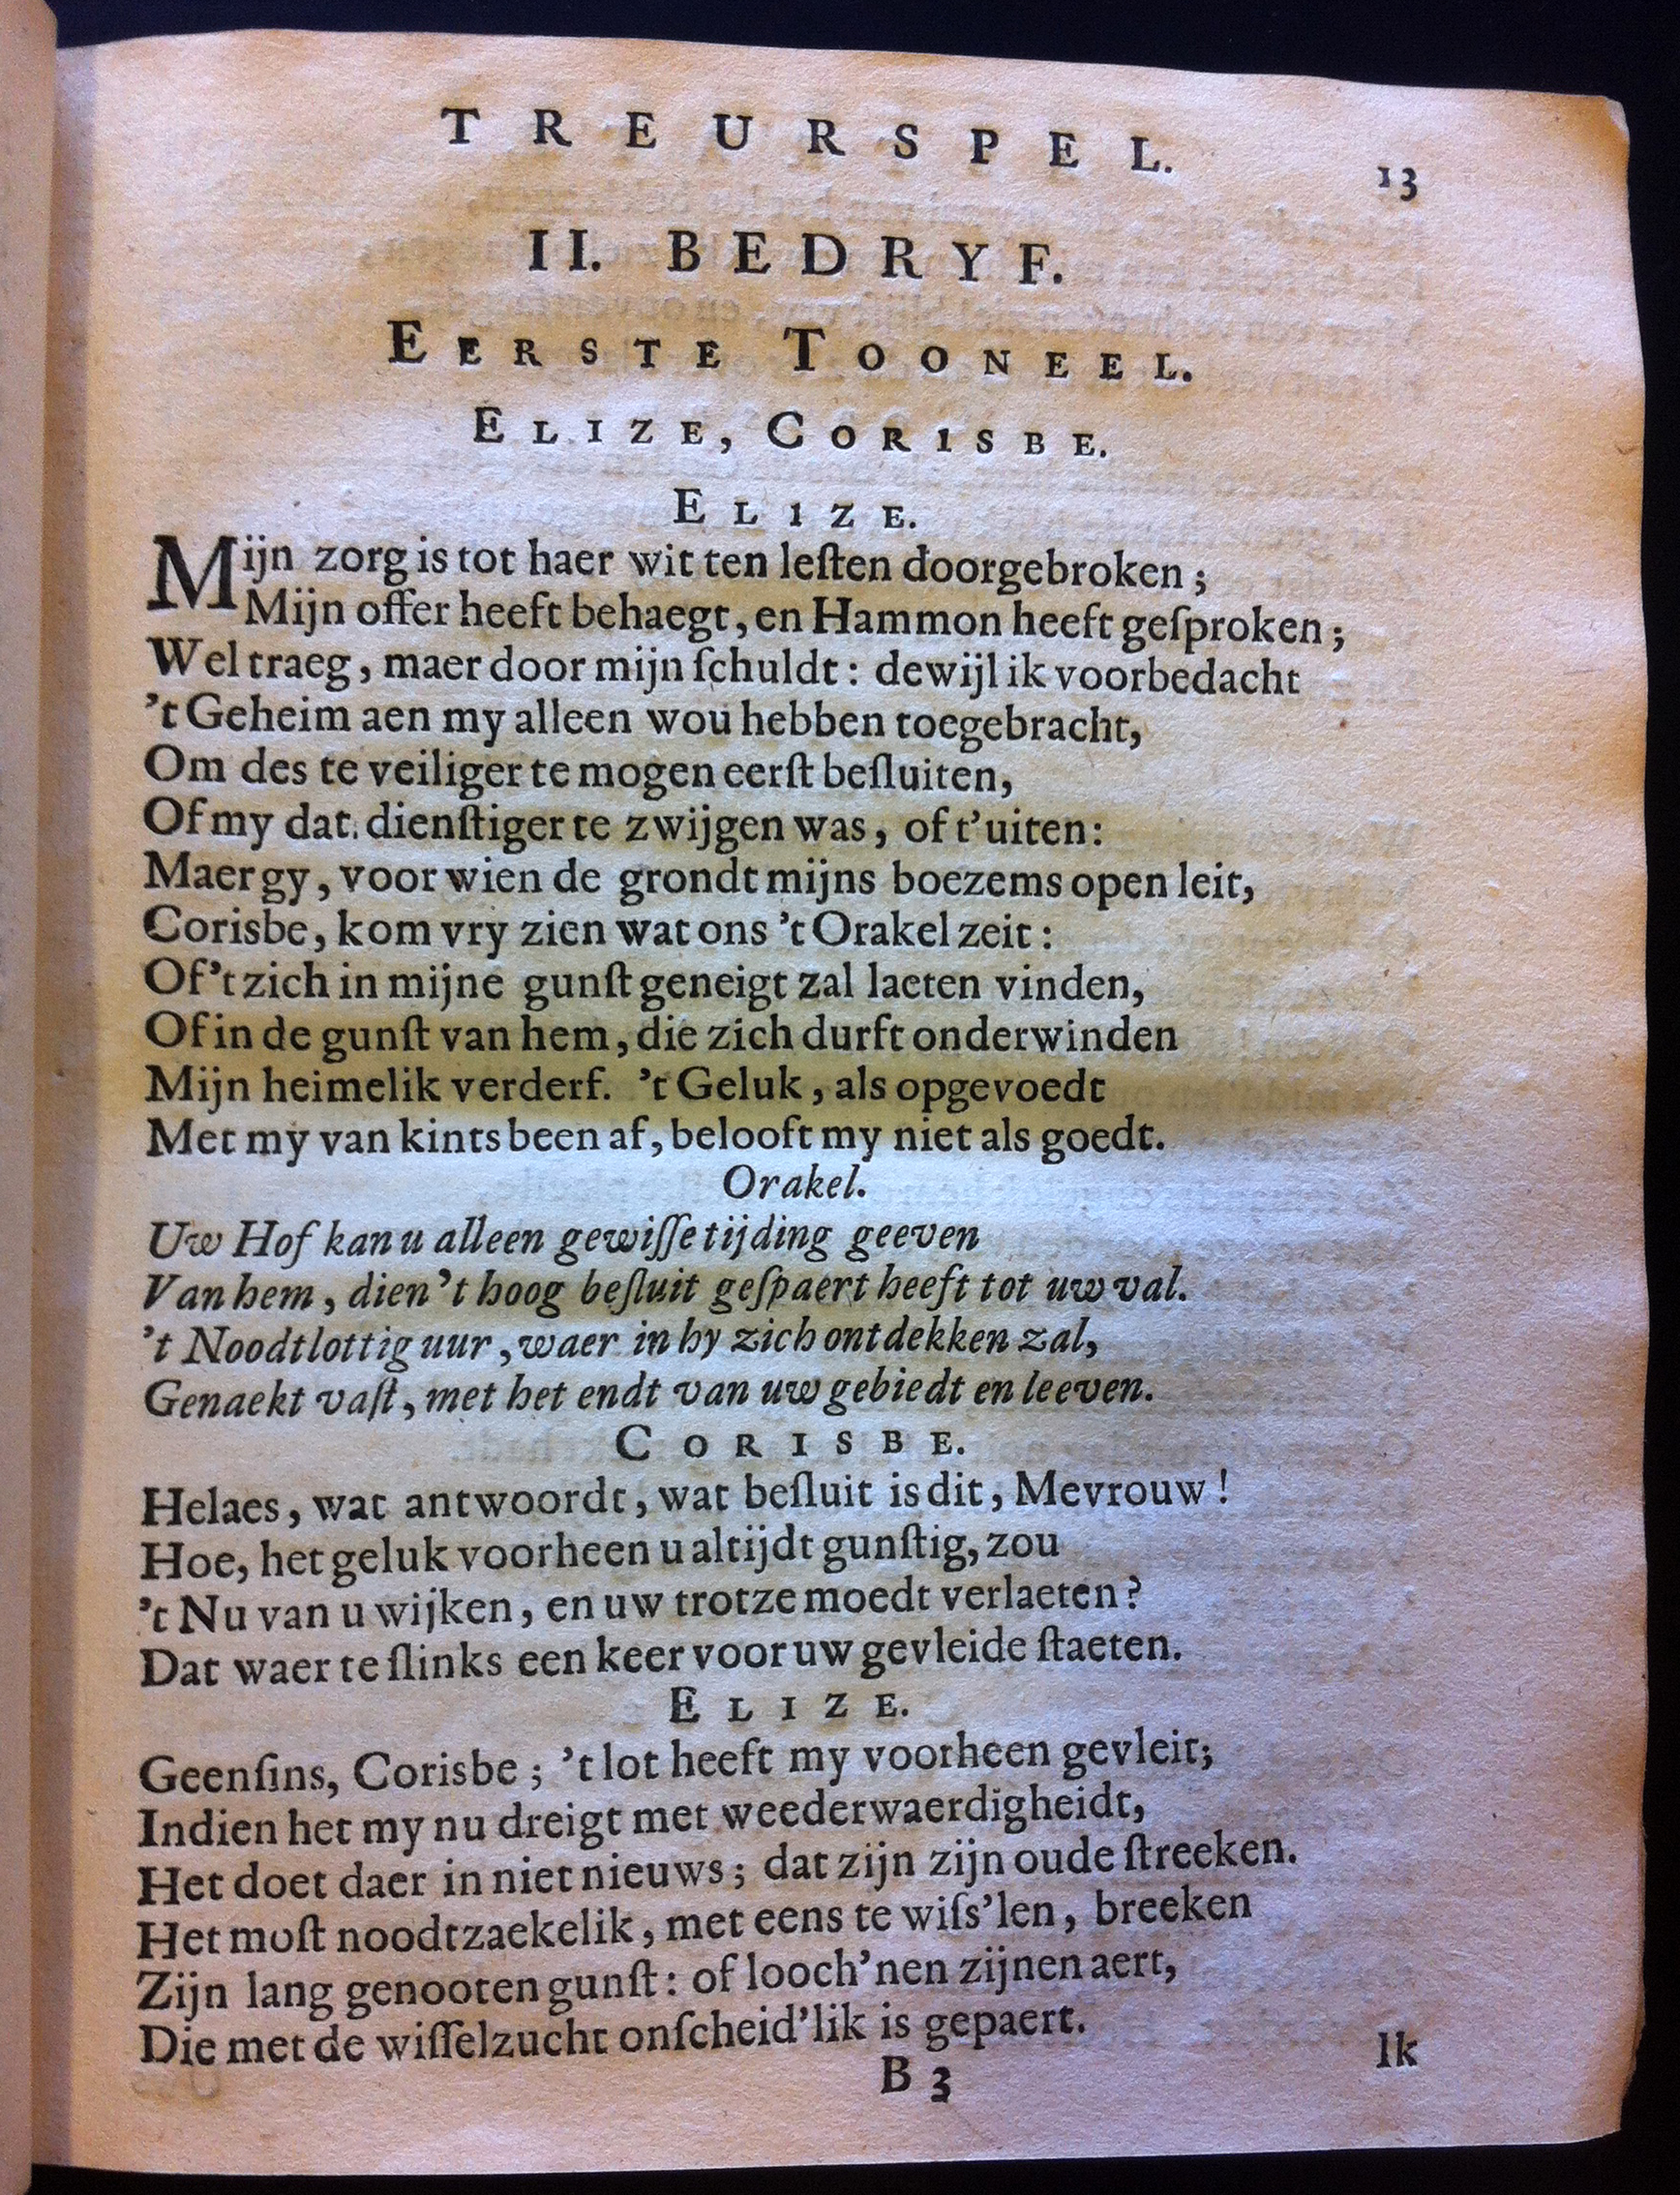 TREURSPEL. 13
II. BEDRYF.
EERSTE TOONEEL.
ELIZE, CORISBE.
ELIZE.
Mijn zorg is tot haer wit ten leſten doorgebroken;
Mijn offer heeft behaegt, en Hammon heeft geſproken;
Wel traeg, maer door mijn ſchuldt: dewijl ik voorbedacht
't Geheim aen my alleen wou hebben toegebracht,
Om des te veiliger te mogen eerſt beſluiten,
Of my dat dienſtiger te zwijgen was, of t'uiten:
Maer gy, voor wien de grondt mijns boezems open leit,
Corisbe, kom vry zien wat ons 't Orakel zeit:
Of 't zich in mijne gunſt geneigt zal laeten vinden,
Of in de gunſt van hem, die zich durft onderwinden
Mijn heimelik verderf. 't Geluk, als opgevoedt
Met my van kints been af, belooft my niet als goedt.
Orakel.
Uw Hof kan u alleen gewiſſe tijding geeven
Van hem, dien 't hoog beſluit geſpaert heeft tot uw val.
't Noodtlottig uur, waer in hy zich ontdekken zal,
Genaekt vaſt, met het endt van uw gebiedt en leeven.
CORISBE.
Helaes, wat antwoordt, wat beſluit is dit, Mevrouw!
Hoe, het geluk voorheen u altijdt gunſtig, zou
't Nu van u wijken, en uw trotze moedt verlaeten?
Dat waer te ſlinks een keer voor uw gevleide ſtaeten.
ELIZE.
Geenſins, Corisbe; 't lot heeft my voorheen gevleit;
Indien het my nu dreigt met weederwaerdigheidt,
Het doet daer in niet nieuws; dat zijn zijn oude ſtreeken.
Het moſt noodtzaekelik, met eens te wiſs'len, breeken
Zijn lang genooten gunſt: of looch'nen zijnen aert,
Die met de wiſſelzucht onſcheid'lik is gepaert.
B 3 Ik